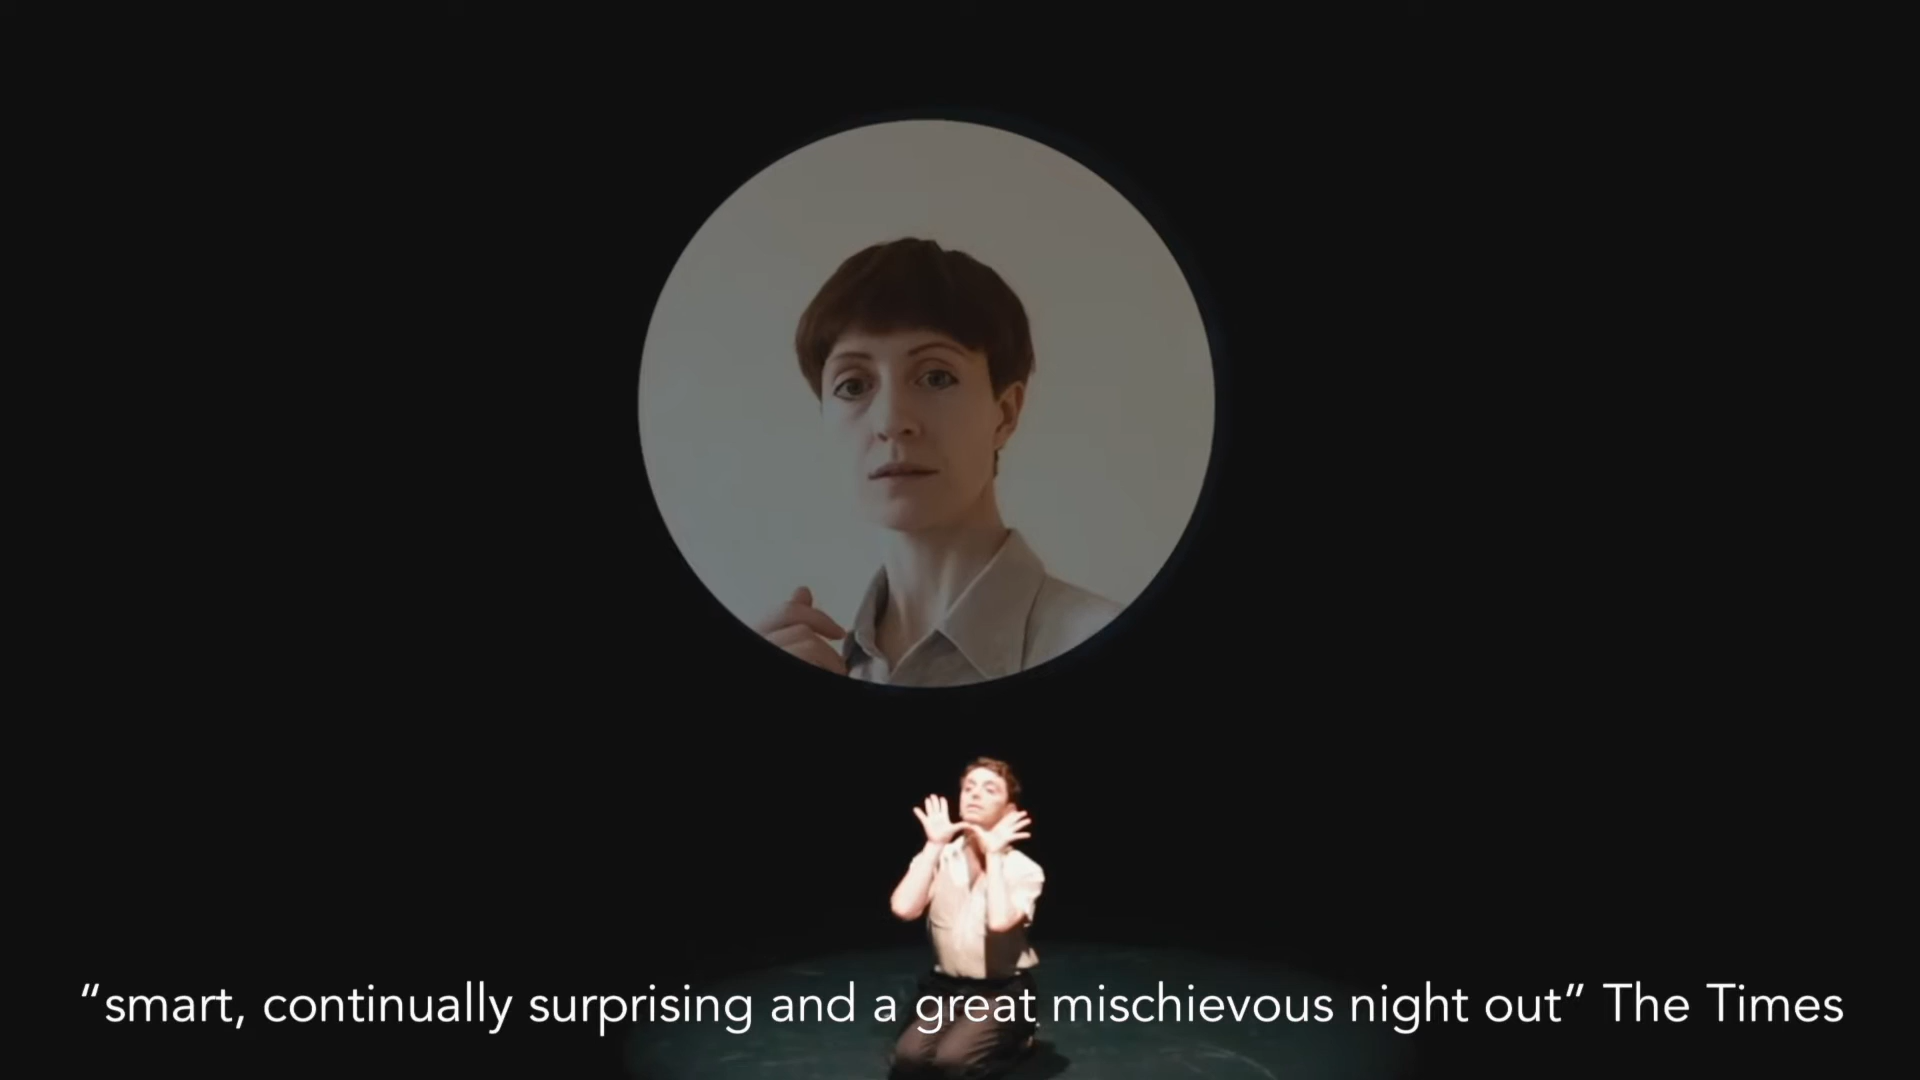 “smart, continually surprising and a great mischievous night out” The Times